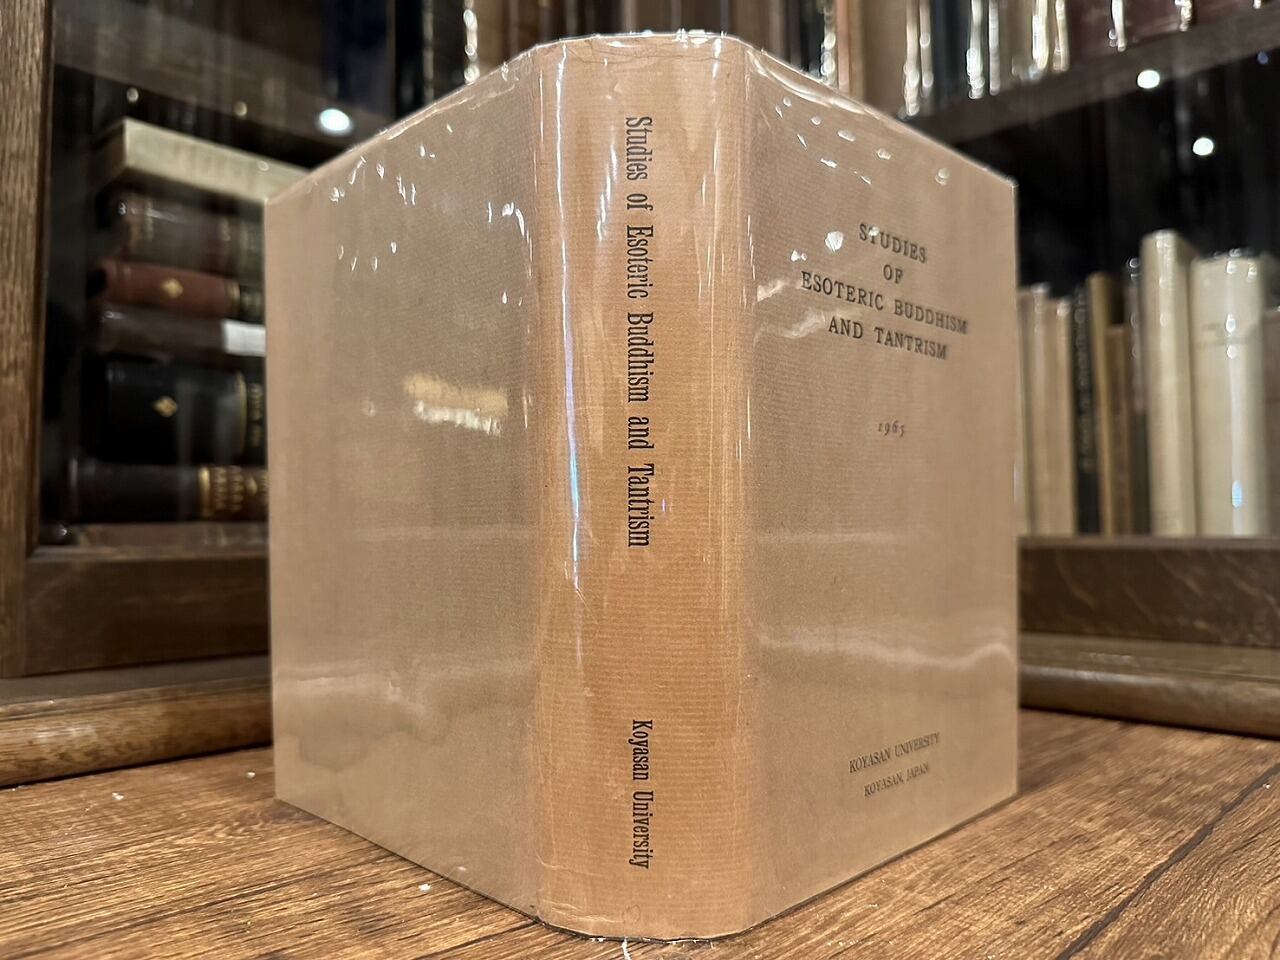 Studies of Esoteric Buddhism and Tantrism
Koyasan University
STUDIES
OF
ESOTERIC BUDDHISM
AND TANTRISM
1965
KOYASAN UNIVERSITY
KOYASAN, JAPAN